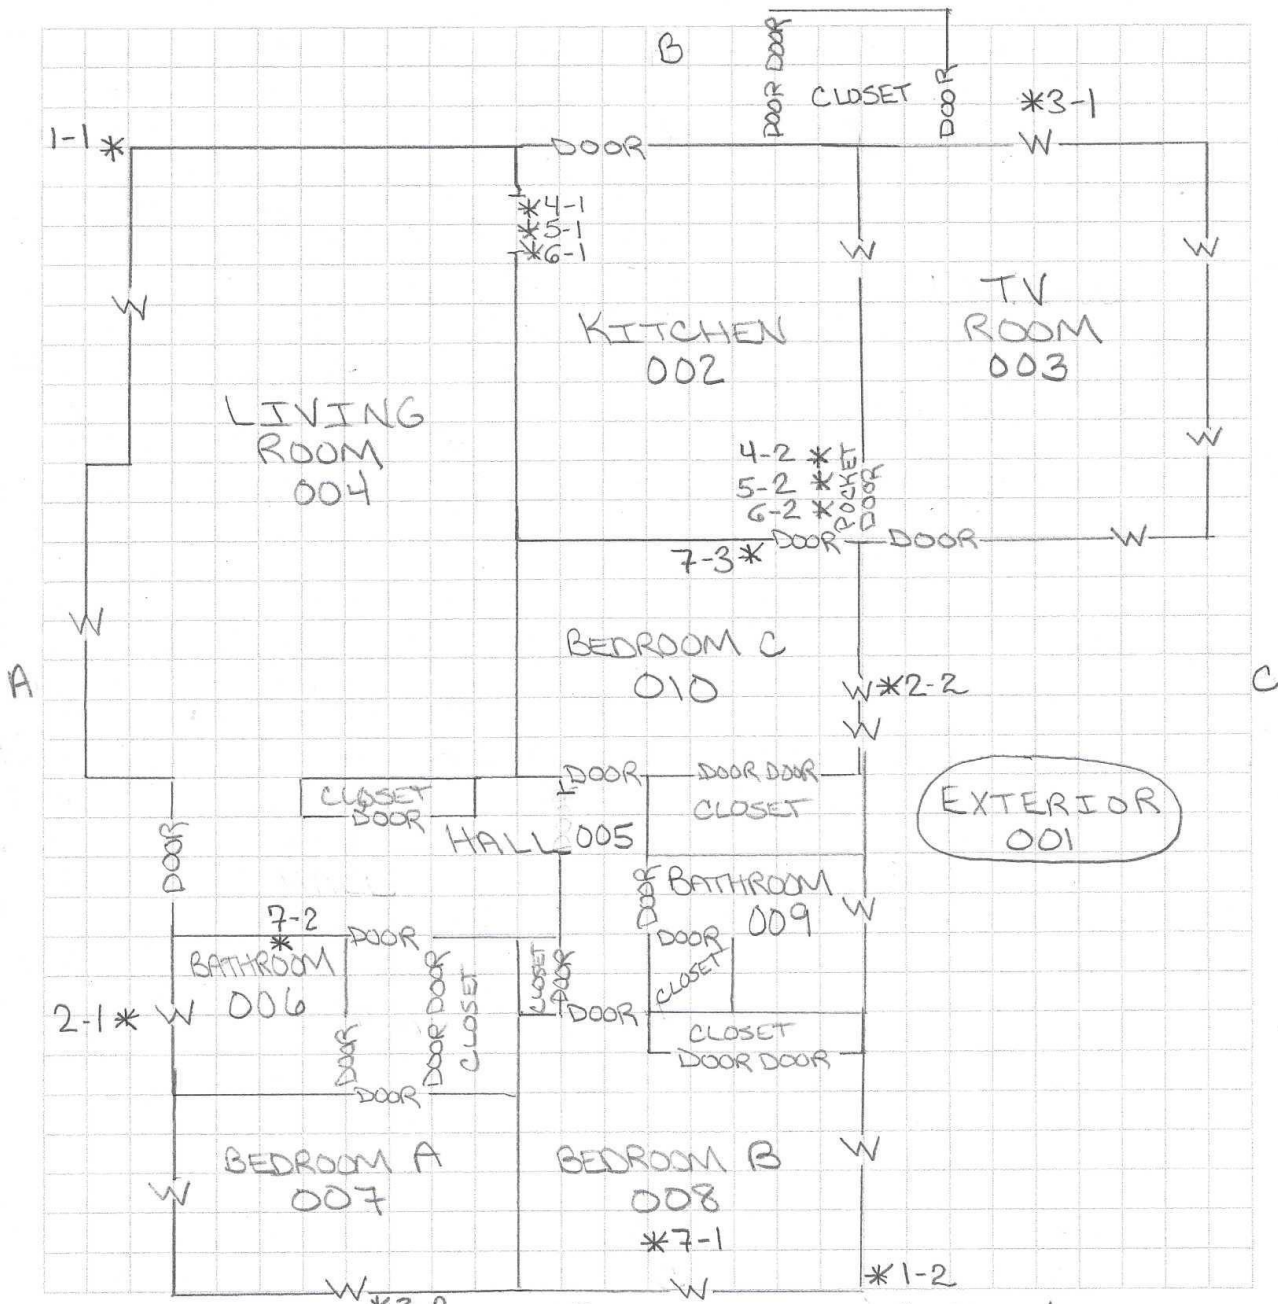 B
DOOR DOOR
CLOSET
DOOR
*3-1
1-1 *
DOOR
W
*4-1
*5-1
*6-1
W
W
W
TV
ROOM
003
KITCHEN
002
LIVING
ROOM
004
W
4-2 *
5-2 *
6-2 *
POCKET
DOOR
DOOR
DOOR
W
7-3 *
W
BEDROOM C
010
A
W *2-2
C
W
DOOR
DOOR DOOR
CLOSET
DOOR
CLOSET
EXTERIOR
001
HALL 005
DOOR
DOOR
BATHROOM
009
W
7-2
*
DOOR
BATHROOM
006
DOOR
CLOSET
2-1 *
W
DOOR
DOOR DOOR
CLOSET
CLOSET
DOOR
DOOR
CLOSET
DOOR DOOR
DOOR
BEDROOM A
007
W
BEDROOM B
008
W
*7-1
*1-2
W
W